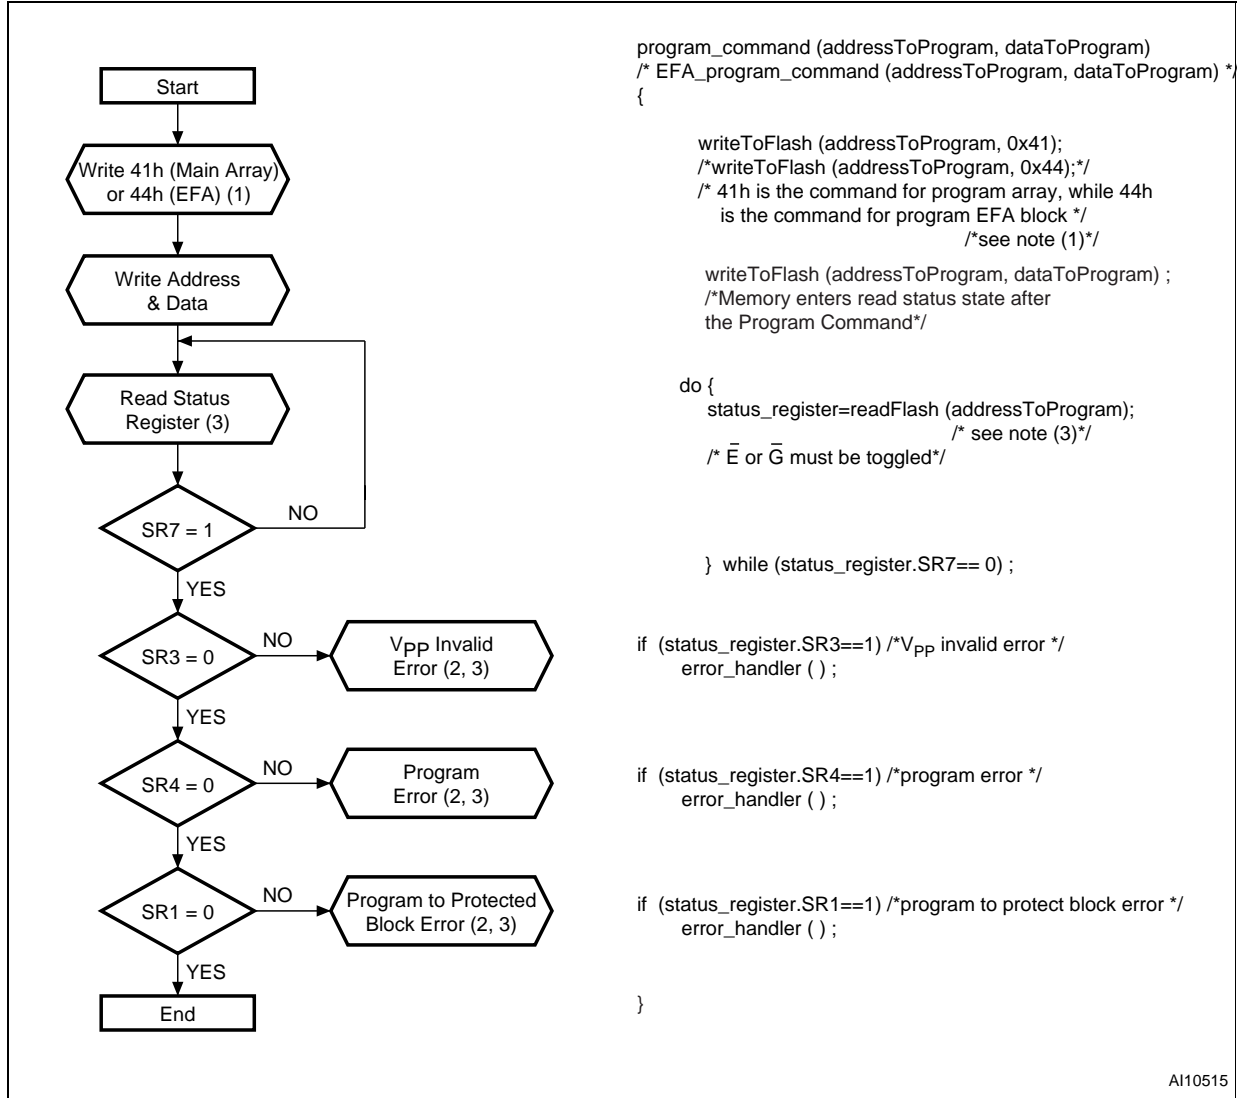 Start
Write 41h (Main Array)
or 44h (EFA) (1)
Write Address
& Data
Read Status
Register (3)
SR7 = 1
NO
YES
SR3 = 0
NO
VPP Invalid
Error (2, 3)
YES
SR4 = 0
NO
Program
Error (2, 3)
YES
SR1 = 0
NO
Program to Protected
Block Error (2, 3)
YES
End
program_command (addressToProgram, dataToProgram)
/* EFA_program_command (addressToProgram, dataToProgram) */
{
writeToFlash (addressToProgram, 0x41);
/*writeToFlash (addressToProgram, 0x44);*/
/* 41h is the command for program array, while 44h
is the command for program EFA block */
/*see note (1)*/
writeToFlash (addressToProgram, dataToProgram) ;
/*Memory enters read status state after
the Program Command*/
do {
status_register=readFlash (addressToProgram);
/* see note (3)*/
/* E̅ or G̅ must be toggled*/
} while (status_register.SR7== 0) ;
if (status_register.SR3==1) /*VPP invalid error */
error_handler ( ) ;
if (status_register.SR4==1) /*program error */
error_handler ( ) ;
if (status_register.SR1==1) /*program to protect block error */
error_handler ( ) ;
}
AI10515